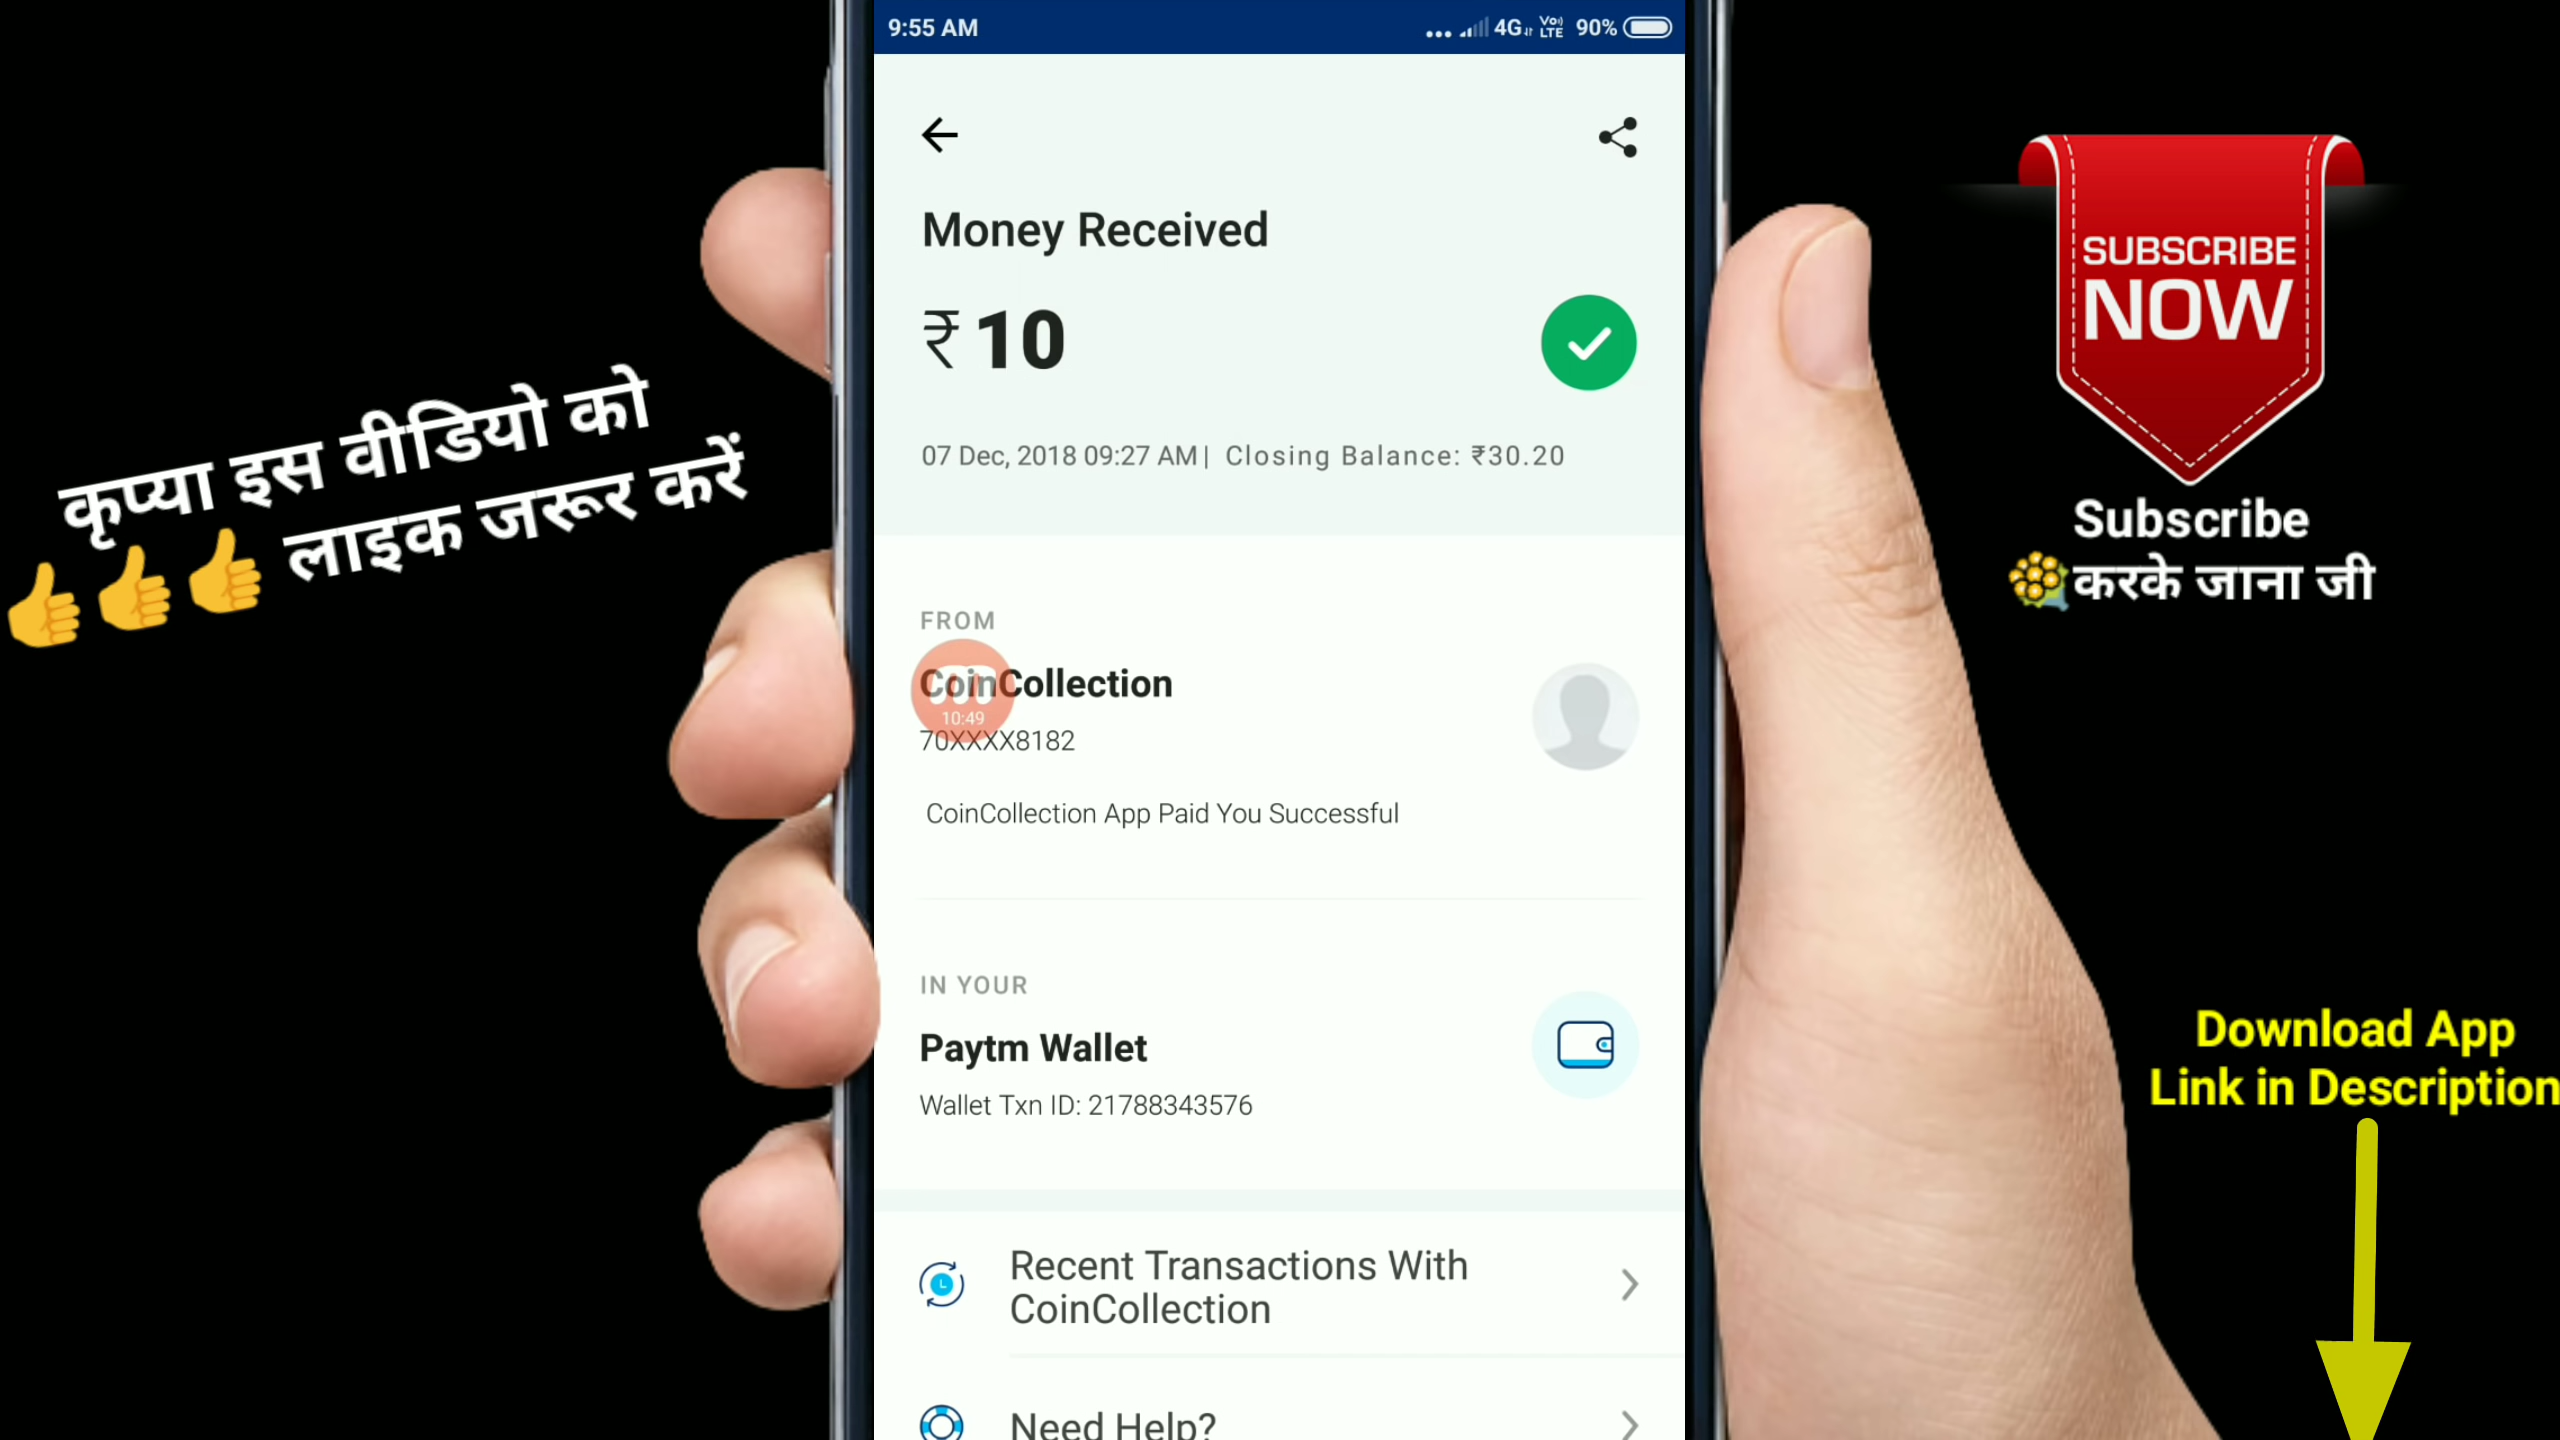 9:55 AM
4G VoLTE 90%
Money Received
₹10
07 Dec, 2018 09:27 AM | Closing Balance: ₹30.20
FROM
CoinCollection
10:49
70XXXX8182
CoinCollection App Paid You Successful
IN YOUR
Paytm Wallet
Wallet Txn ID: 21788343576
Recent Transactions With
CoinCollection
Need Help?
कृप्या इस वीडियो को
👍👍👍 लाइक जरूर करें
SUBSCRIBE
NOW
Subscribe
करके जाना जी
Download App
Link in Description